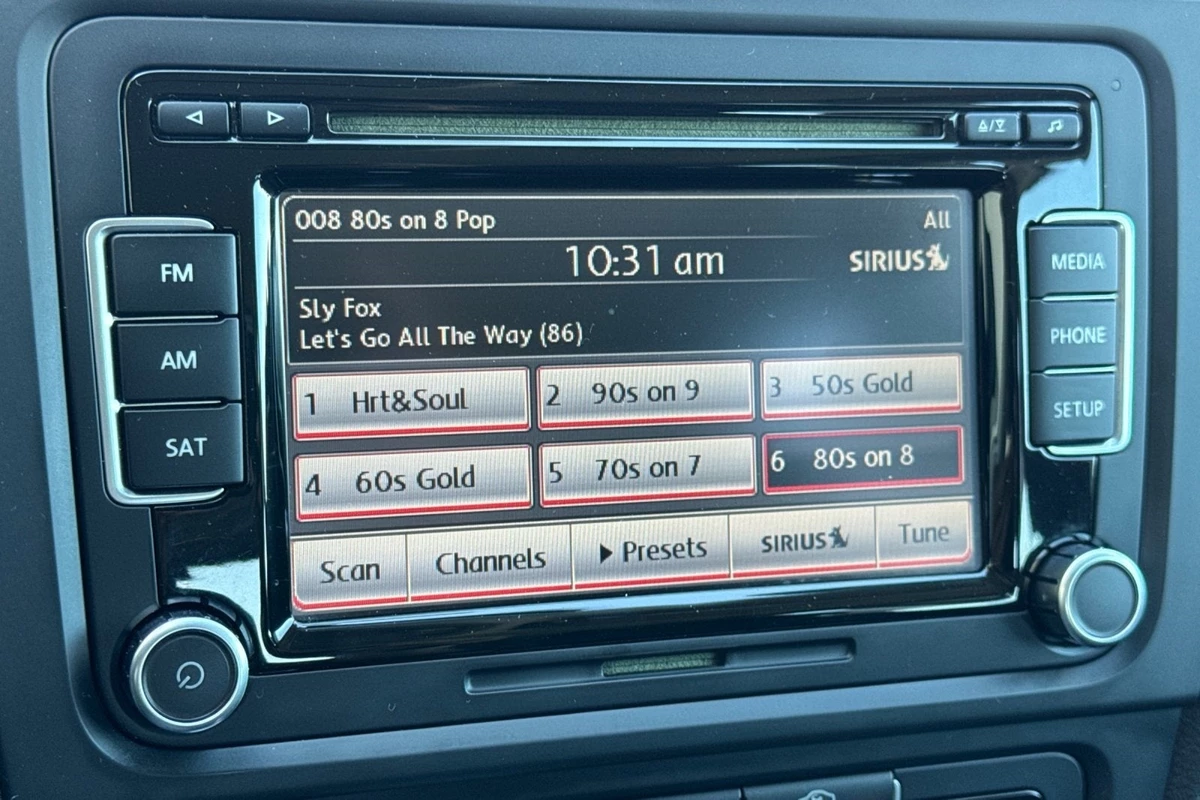 008 80s on 8 Pop
All
10:31 am
SIRIUS
Sly Fox
Let's Go All The Way (86)
1 Hrt&Soul
2 90s on 9
3 50s Gold
4 60s Gold
5 70s on 7
6 80s on 8
Scan
Channels
Presets
SIRIUS
Tune
FM
AM
SAT
MEDIA
PHONE
SETUP